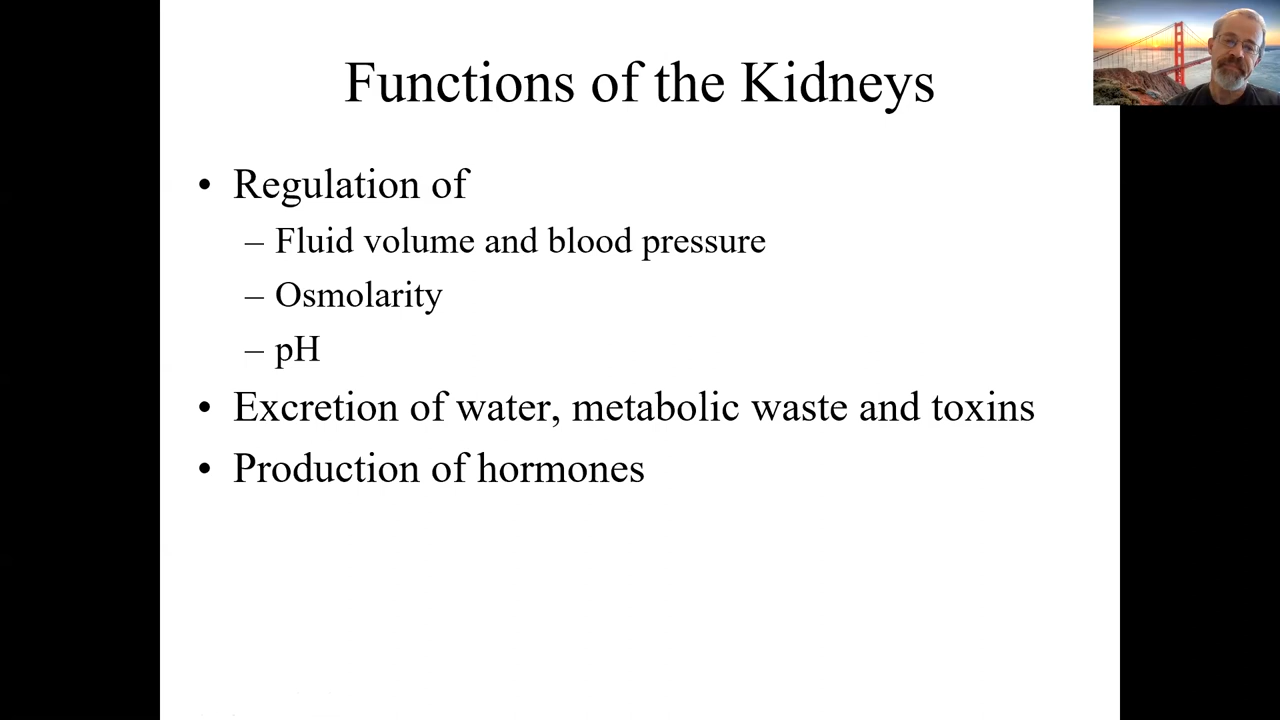 Functions of the Kidneys
• Regulation of
– Fluid volume and blood pressure
– Osmolarity
– pH
• Excretion of water, metabolic waste and toxins
• Production of hormones